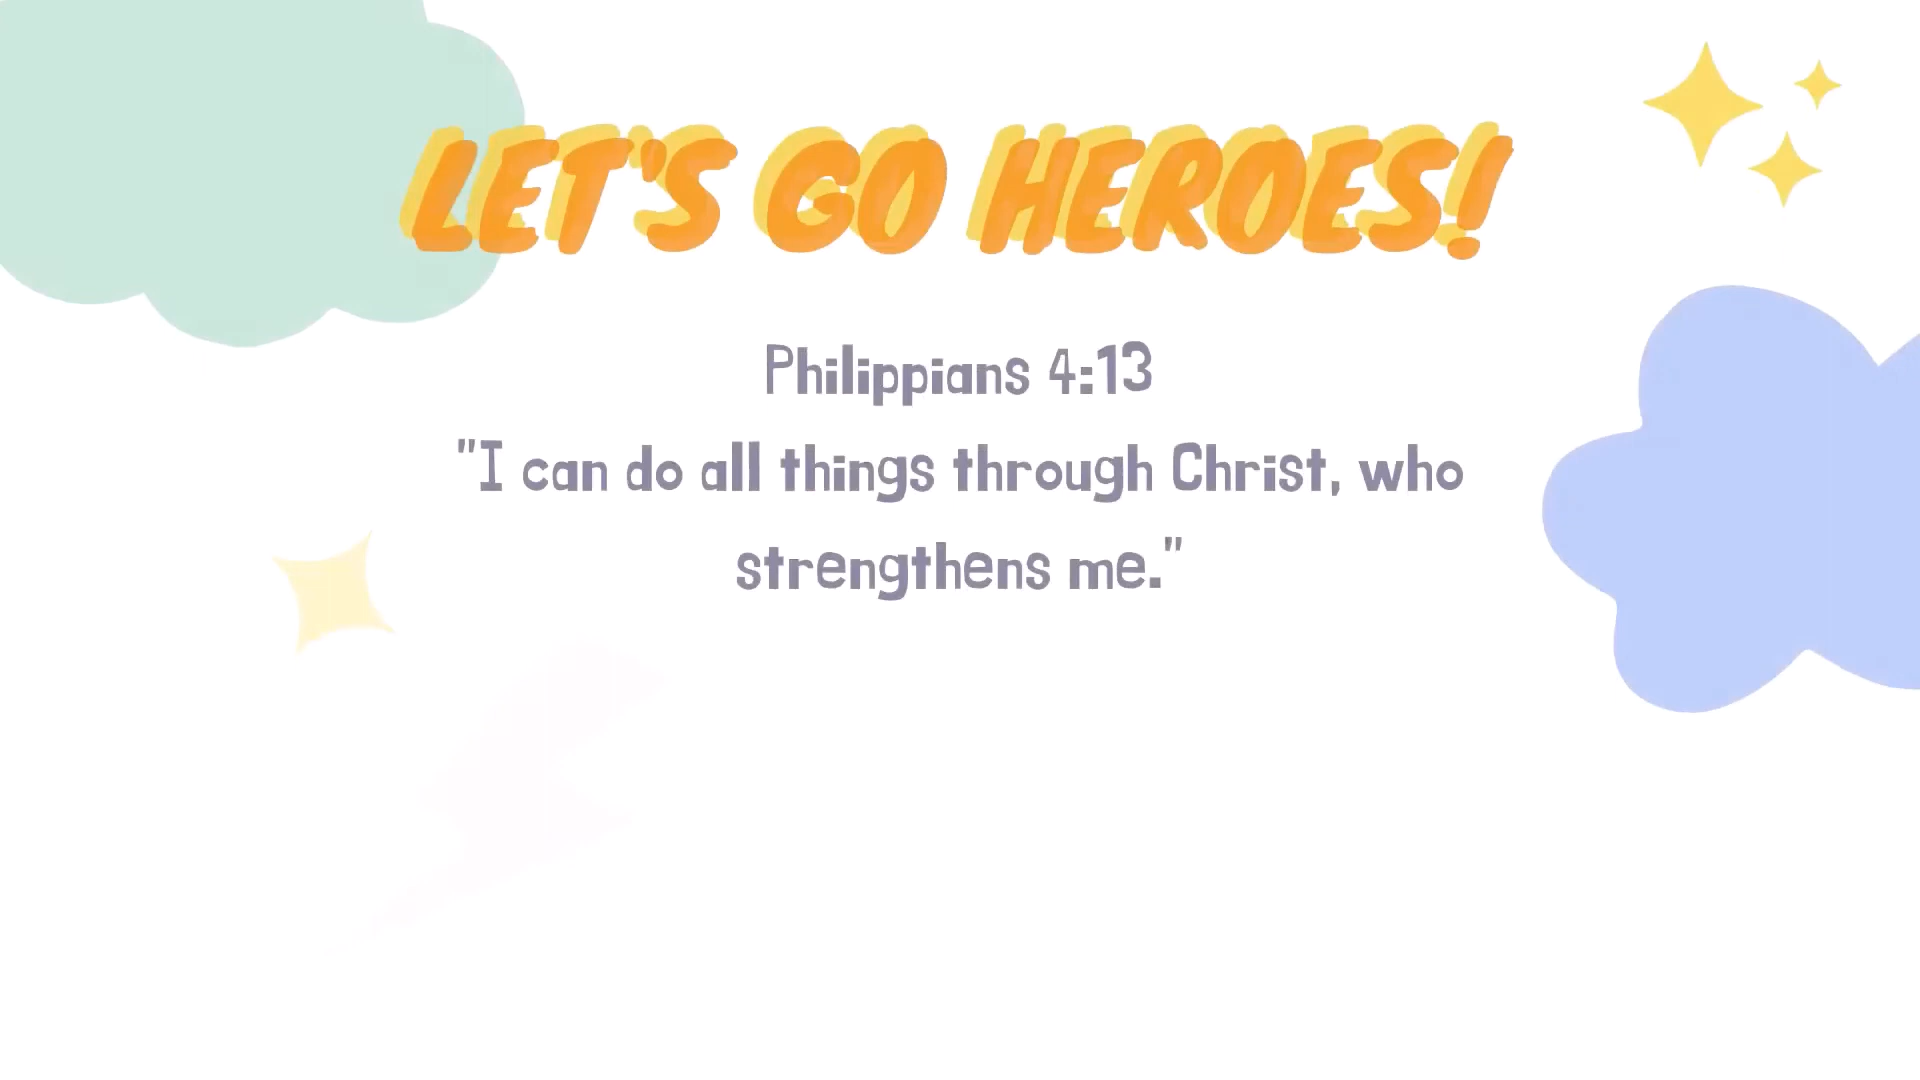 LET'S GO HEROES!
Philippians 4:13
"I can do all things through Christ, who
strengthens me."